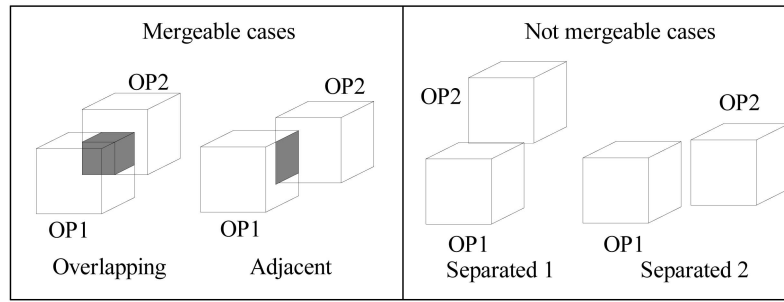 Mergeable cases
OP2
OP1
Overlapping
OP2
OP1
Adjacent
Not mergeable cases
OP2
OP1
Separated 1
OP2
OP1
Separated 2